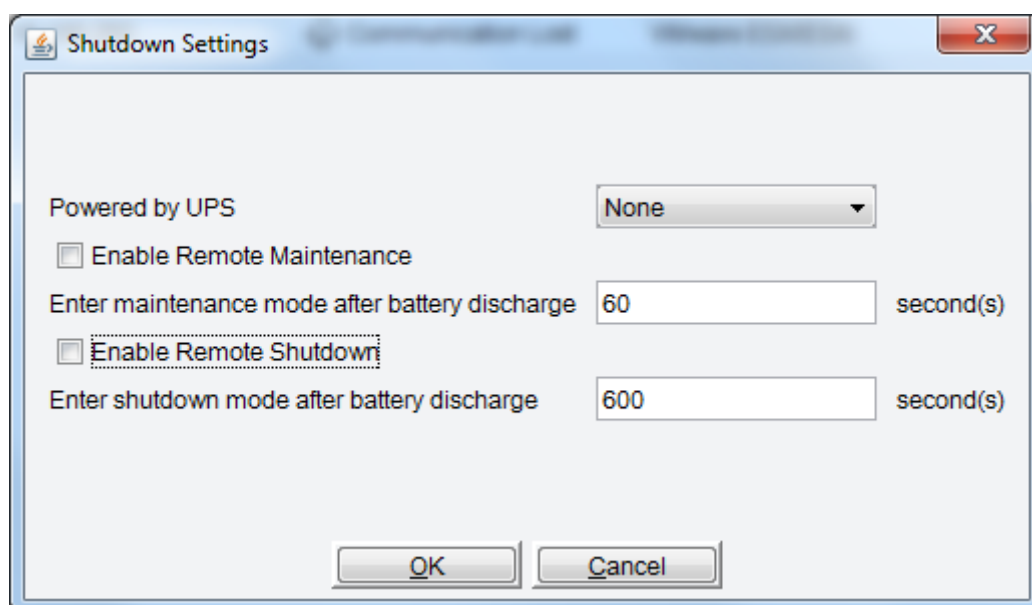 Shutdown Settings
Powered by UPS None
Enable Remote Maintenance
Enter maintenance mode after battery discharge 60 second(s)
Enable Remote Shutdown
Enter shutdown mode after battery discharge 600 second(s)
OK Cancel